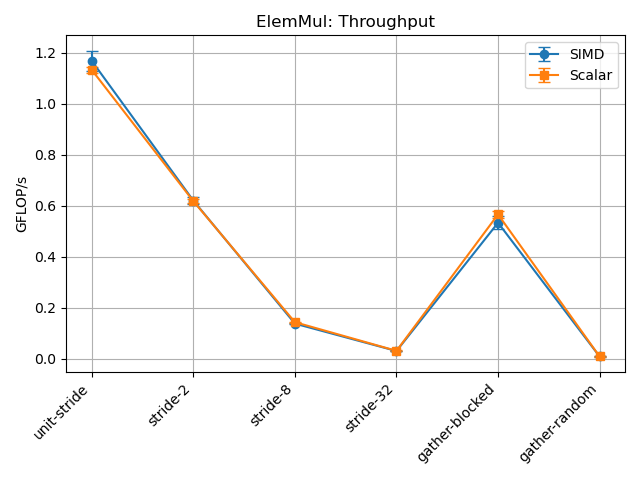 ElemMul: Throughput
SIMD
Scalar
GFLOP/s
1.2
1.0
0.8
0.6
0.4
0.2
0.0
unit-stride
stride-2
stride-8
stride-32
gather-blocked
gather-random